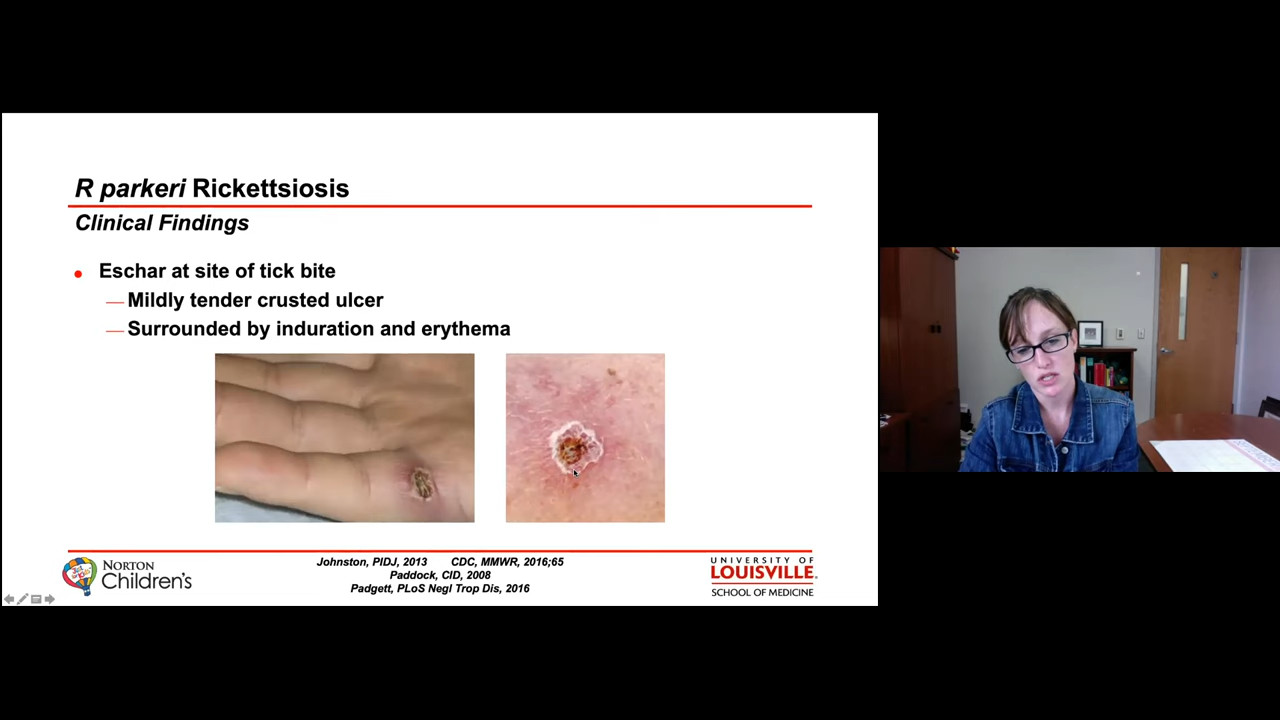 R parkeri Rickettsiosis
Clinical Findings
Eschar at site of tick bite
Mildly tender crusted ulcer
Surrounded by induration and erythema
Johnston, PIDJ, 2013 CDC, MMWR, 2016;65
Paddock, CID, 2008
Padgett, PLoS Negl Trop Dis, 2016
NORTON
Children's
UNIVERSITY OF
LOUISVILLE.
SCHOOL OF MEDICINE